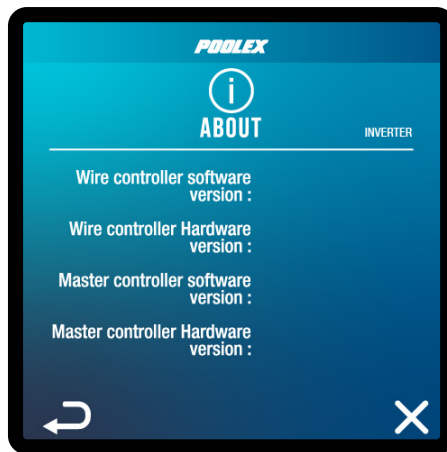 POOLEX
ABOUT
INVERTER
Wire controller software
version :
Wire controller Hardware
version :
Master controller software
version :
Master controller Hardware
version :